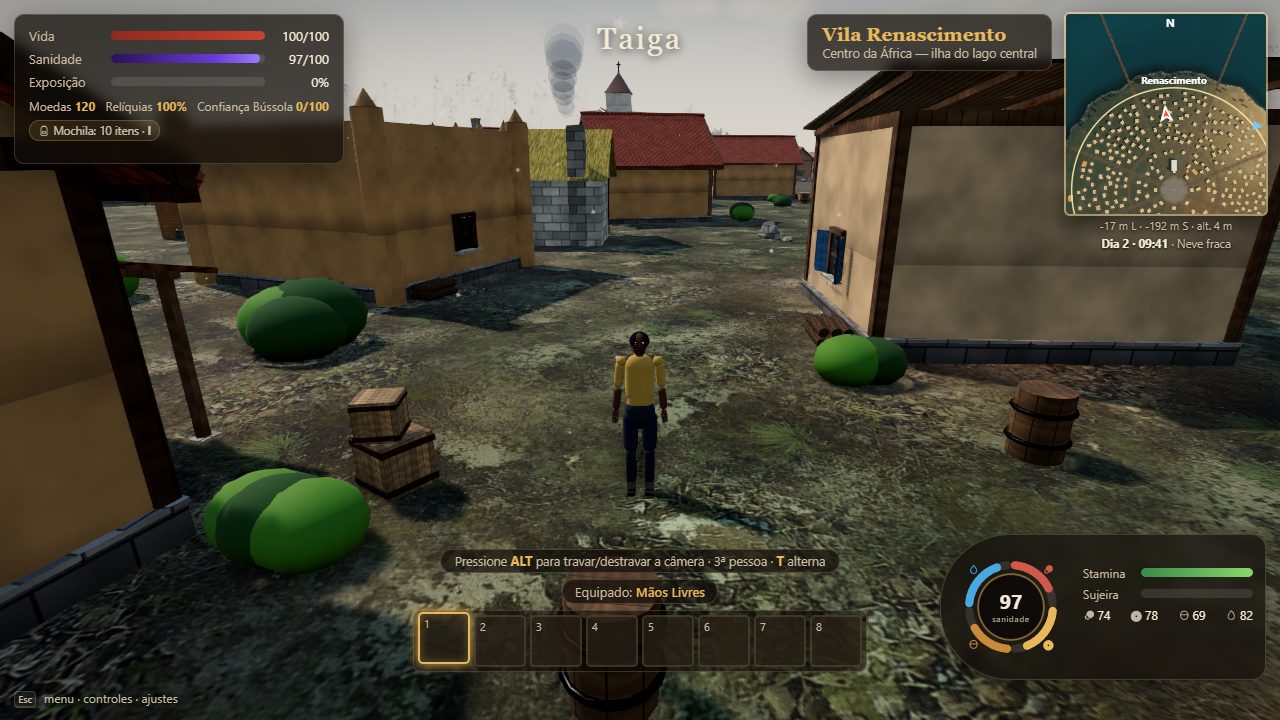 Vida 100/100
Sanidade 97/100
Exposição 0%
Moedas 120 Relíquias 100% Confiança Bússola 0/100
Mochila: 10 itens · I
Taiga
Vila Renascimento
Centro da África — ilha do lago central
N
Renascimento
-17 m L · -192 m S · alt. 4 m
Dia 2 · 09:41 · Neve fraca
Pressione ALT para travar/destravar a câmera · 3ª pessoa · T alterna
Equipado: Mãos Livres
1 2 3 4 5 6 7 8
97
sanidade
Stamina
Sujeira
74 78 69 82
Esc menu · controles · ajustes